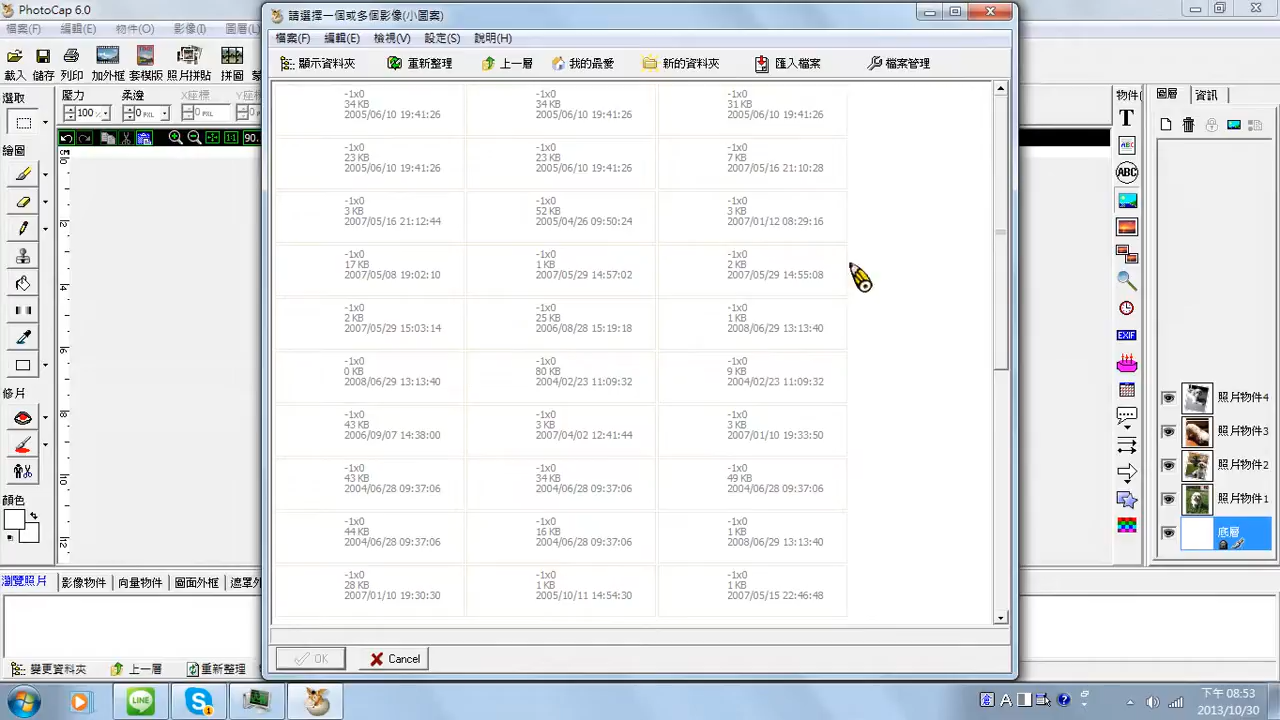 PhotoCap 6.0
檔案(F) 編輯(E) 物件(O) 影像(I) 圖層(L)
載入 儲存 列印 加外框 套模版 照片拼貼 拼圖
選取 壓力 柔邊 X座標
100 0 PXL 0 PXL
90.
繪圖
修片
顏色
請選擇一個或多個影像(小圖案)
檔案(F) 編輯(E) 檢視(V) 設定(S) 說明(H)
顯示資料夾 重新整理 上一層 我的最愛 新的資料夾 匯入檔案 檔案管理
-1x0 -1x0 -1x0
34 KB 34 KB 31 KB
2005/06/10 19:41:26 2005/06/10 19:41:26 2005/06/10 19:41:26
-1x0 -1x0 -1x0
23 KB 23 KB 7 KB
2005/06/10 19:41:26 2005/06/10 19:41:26 2007/05/16 21:10:28
-1x0 -1x0 -1x0
3 KB 52 KB 3 KB
2007/05/16 21:12:44 2005/04/26 09:50:24 2007/01/12 08:29:16
-1x0 -1x0 -1x0
17 KB 1 KB 2 KB
2007/05/08 19:02:10 2007/05/29 14:57:02 2007/05/29 14:55:08
-1x0 -1x0 -1x0
2 KB 25 KB 1 KB
2007/05/29 15:03:14 2006/08/28 15:19:18 2008/06/29 13:13:40
-1x0 -1x0 -1x0
0 KB 80 KB 9 KB
2008/06/29 13:13:40 2004/02/23 11:09:32 2004/02/23 11:09:32
-1x0 -1x0 -1x0
43 KB 3 KB 3 KB
2006/09/07 14:38:00 2007/04/02 12:41:44 2007/01/10 19:33:50
-1x0 -1x0 -1x0
43 KB 34 KB 49 KB
2004/06/28 09:37:06 2004/06/28 09:37:06 2004/06/28 09:37:06
-1x0 -1x0 -1x0
44 KB 16 KB 1 KB
2004/06/28 09:37:06 2004/06/28 09:37:06 2008/06/29 13:13:40
-1x0 -1x0 -1x0
28 KB 1 KB 1 KB
2007/01/10 19:30:30 2005/10/11 14:54:30 2007/05/15 22:46:48
OK Cancel
物件
T
ABC
ABC
EXIF
圖層 資訊
照片物件4
照片物件3
照片物件2
照片物件1
底層
瀏覽照片 影像物件 向量物件 圖面外框
變更資料夾 上一層 重新整理
LINE
A
下午 08:53
2013/10/30